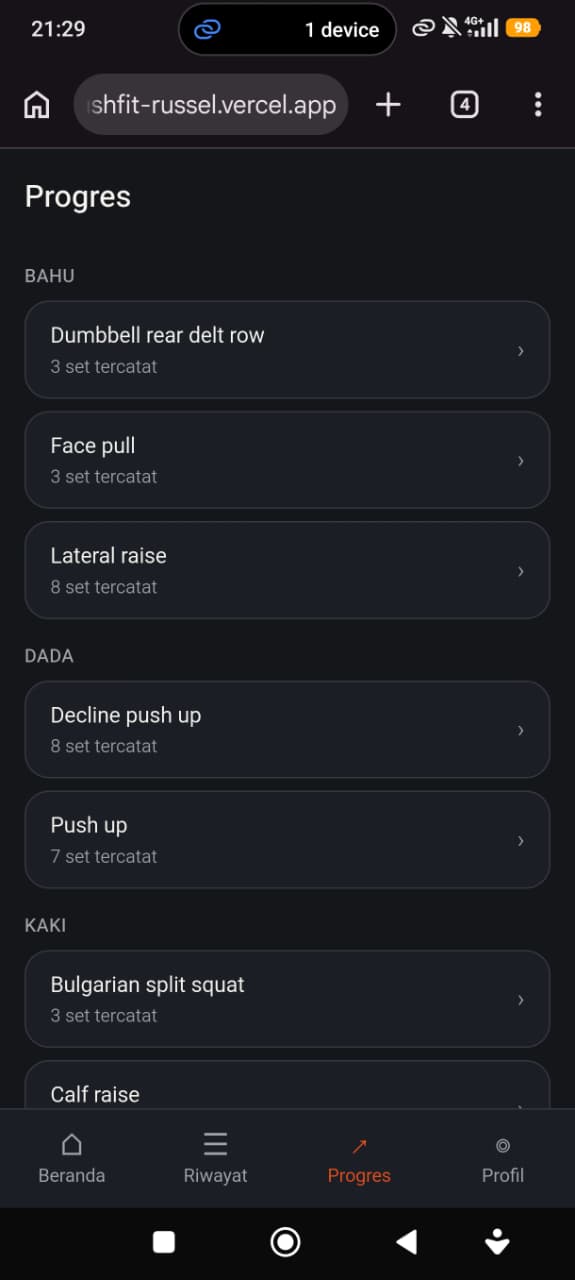 21:29
1 device
4G+
98
shfit-russel.vercel.app
4
Progres
BAHU
Dumbbell rear delt row
3 set tercatat
Face pull
3 set tercatat
Lateral raise
8 set tercatat
DADA
Decline push up
8 set tercatat
Push up
7 set tercatat
KAKI
Bulgarian split squat
3 set tercatat
Calf raise
Beranda
Riwayat
Progres
Profil